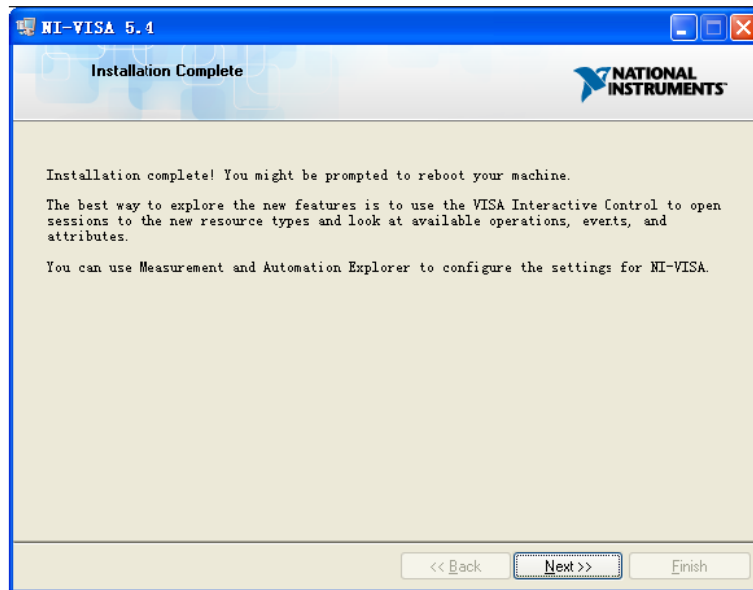 NI-VISA 5.4
Installation Complete
NATIONAL
INSTRUMENTS™
Installation complete! You might be prompted to reboot your machine.
The best way to explore the new features is to use the VISA Interactive Control to open
sessions to the new resource types and look at available operations, events, and
attributes.
You can use Measurement and Automation Explorer to configure the settings for NI-VISA.
<< Back
Next >>
Finish